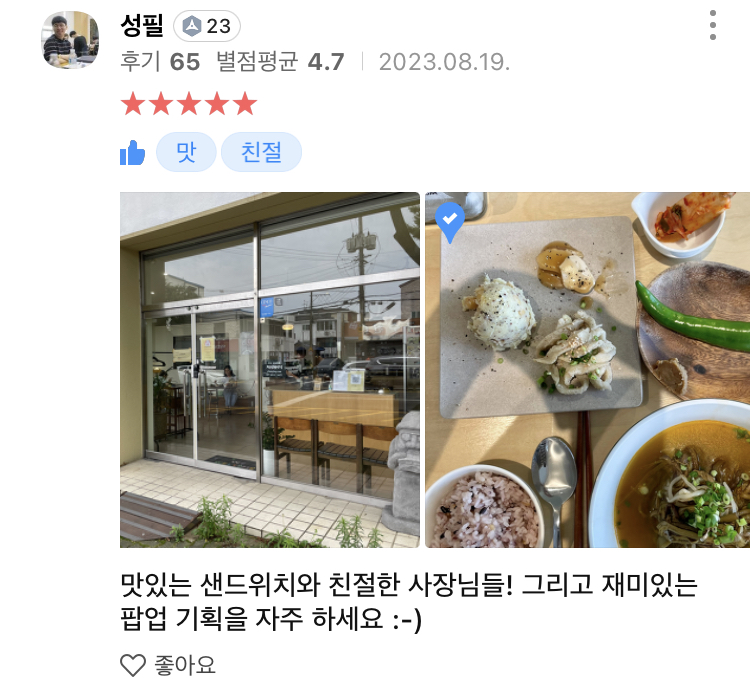 성필 23
후기 65 별점평균 4.7 2023.08.19.
맛 친절
맛있는 샌드위치와 친절한 사장님들! 그리고 재미있는
팝업 기획을 자주 하세요 :-)
좋아요